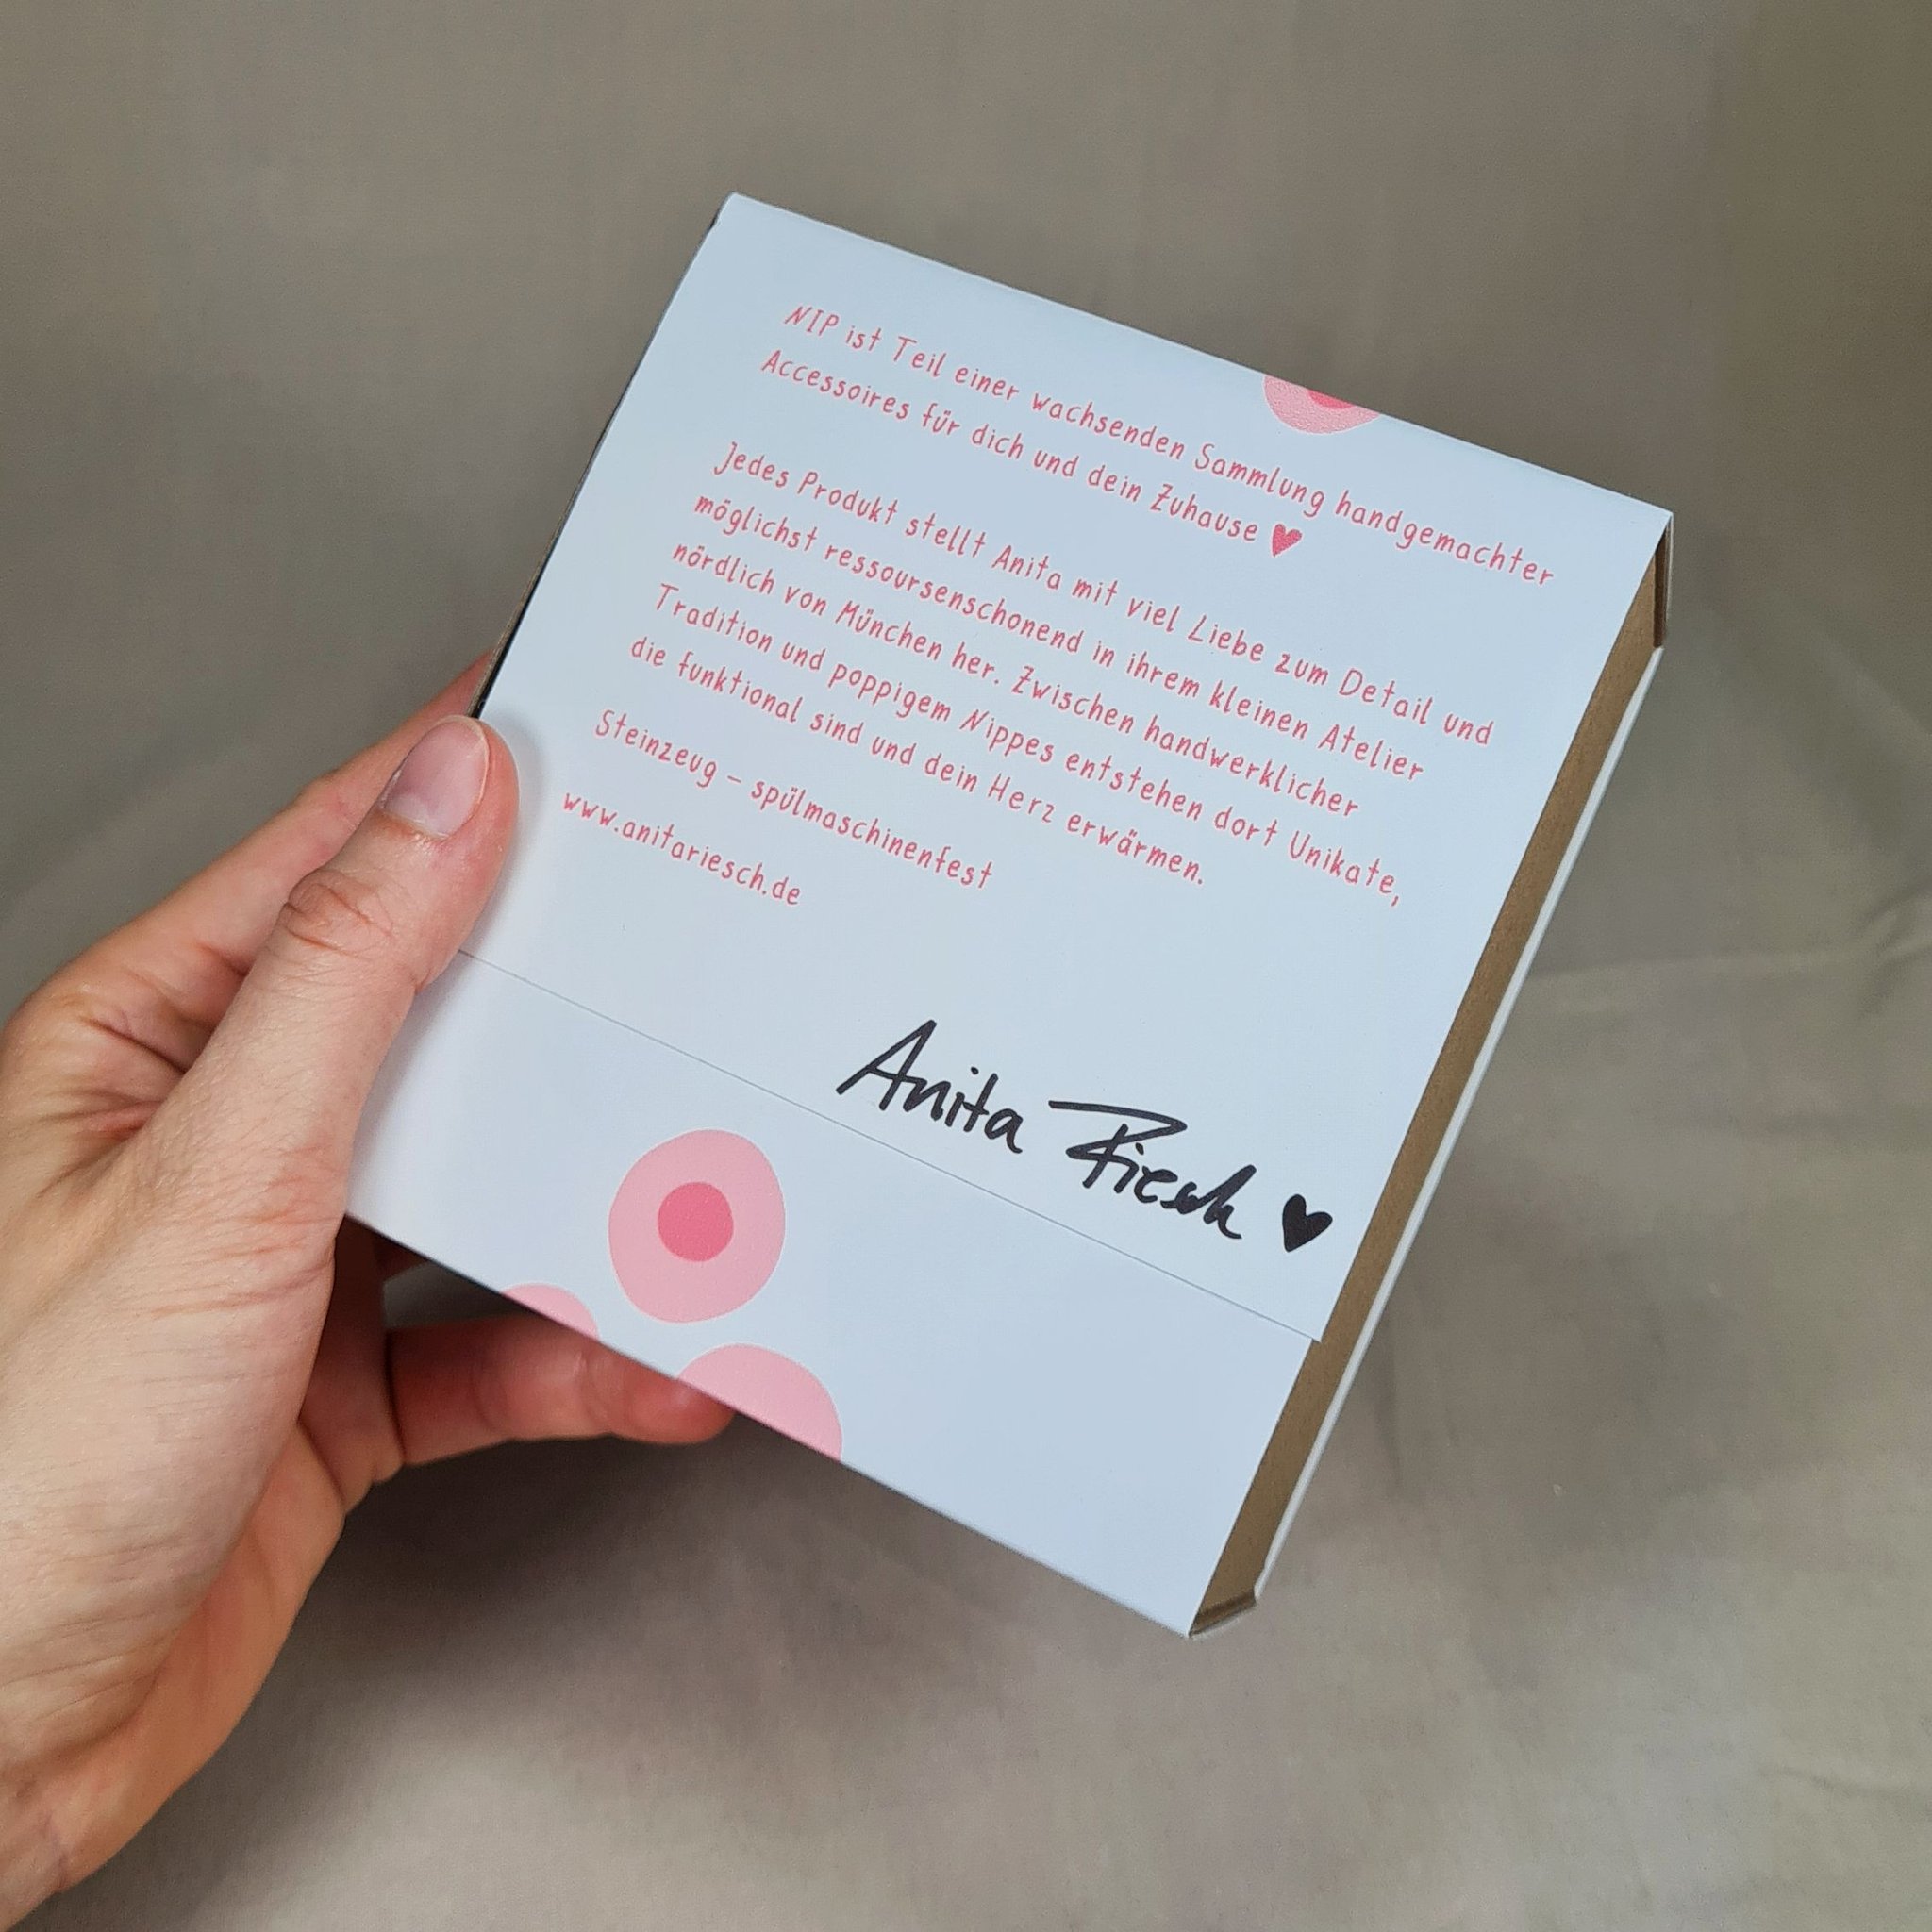 NIP ist Teil einer wachsenden Sammlung handgemachter
Accessoires für dich und dein Zuhause ♥
Jedes Produkt stellt Anita mit viel Liebe zum Detail und
möglichst ressoursenschonend in ihrem kleinen Atelier
nördlich von München her. Zwischen handwerklicher
Tradition und poppigem Nippes entstehen dort Unikate,
die funktional sind und dein Herz erwärmen.
Steinzeug – spülmaschinenfest
www.anitariesch.de
Anita Riesch ♥